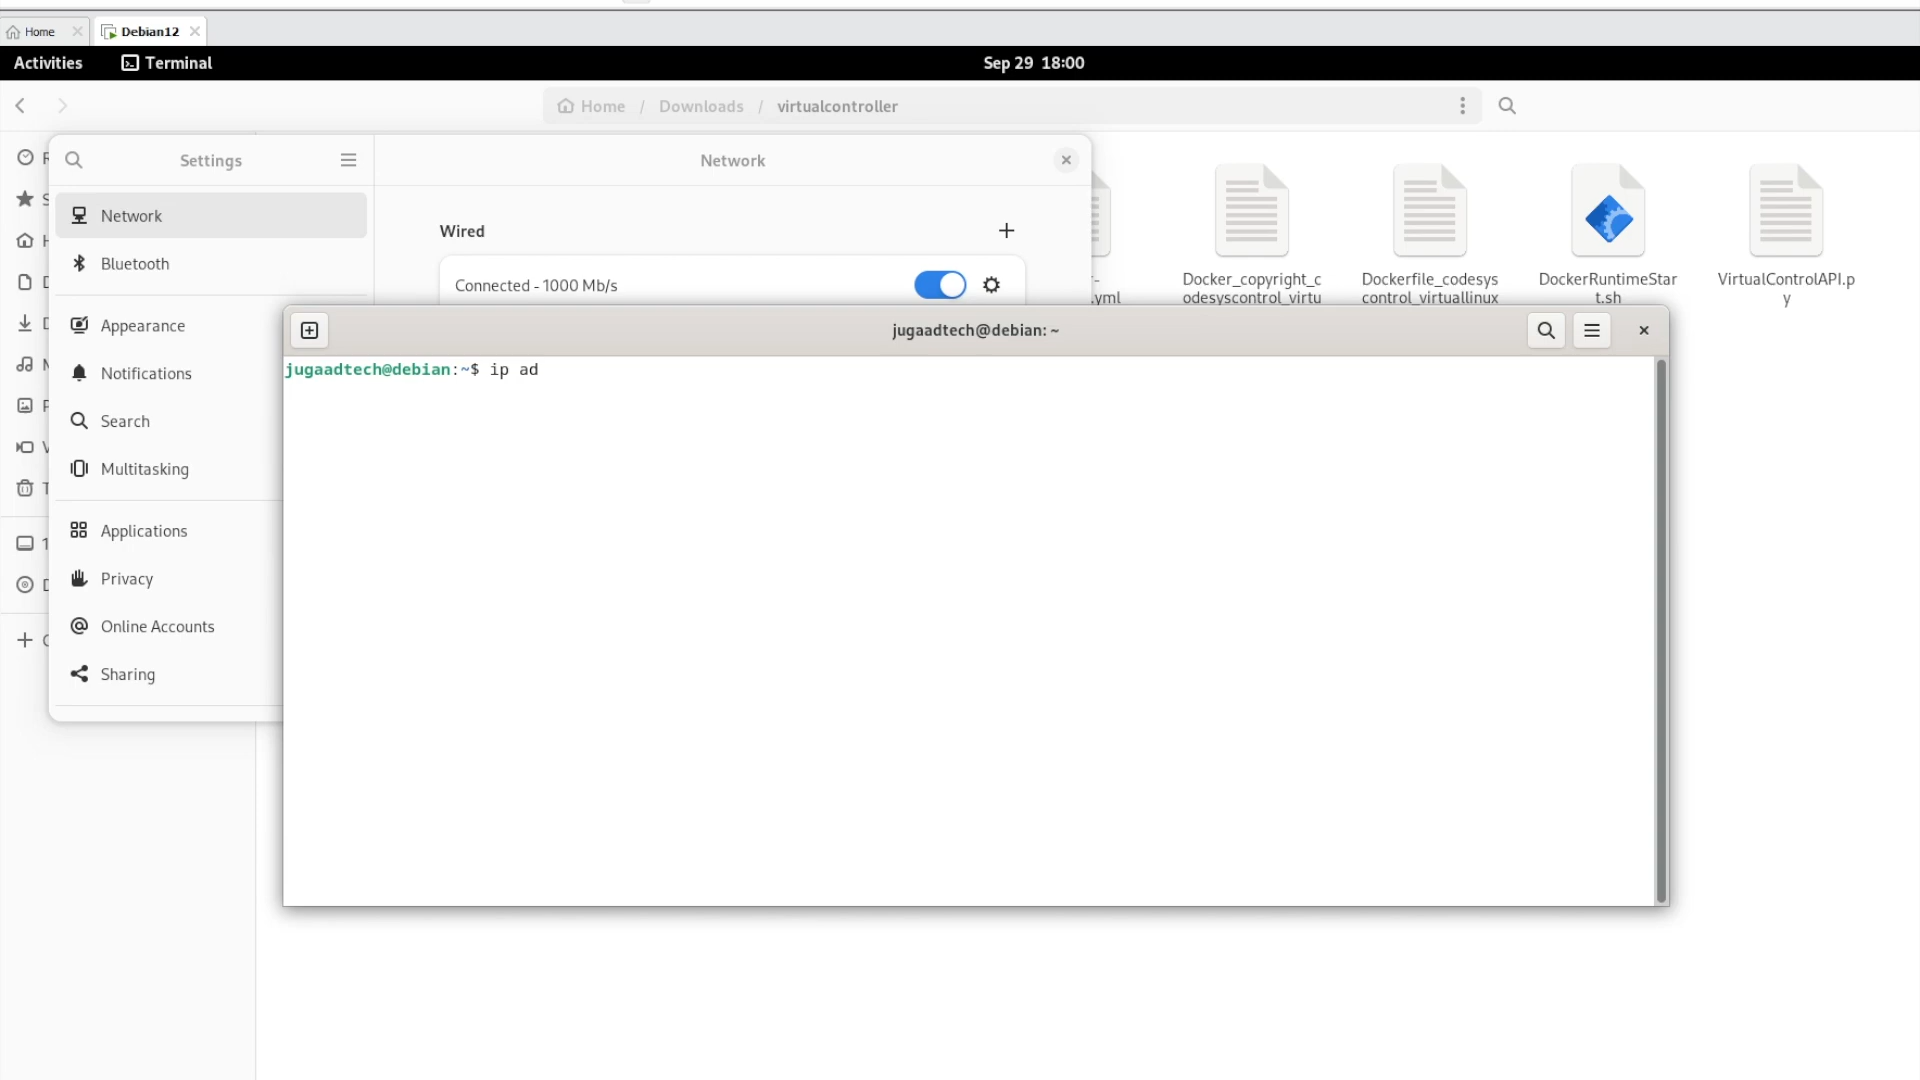 Home
Debian12
Activities
Terminal
Sep 29 18:00
Home / Downloads / virtualcontroller
Settings
Network
Network
Bluetooth
Appearance
Notifications
Search
Multitasking
Applications
Privacy
Online Accounts
Sharing
Wired
Connected - 1000 Mb/s
.yml
Docker_copyright_c
odesyscontrol_virtu
Dockerfile_codesys
control_virtuallinux
DockerRuntimeStar
t.sh
VirtualControlAPI.p
y
jugaadtech@debian: ~
jugaadtech@debian:~$ ip ad